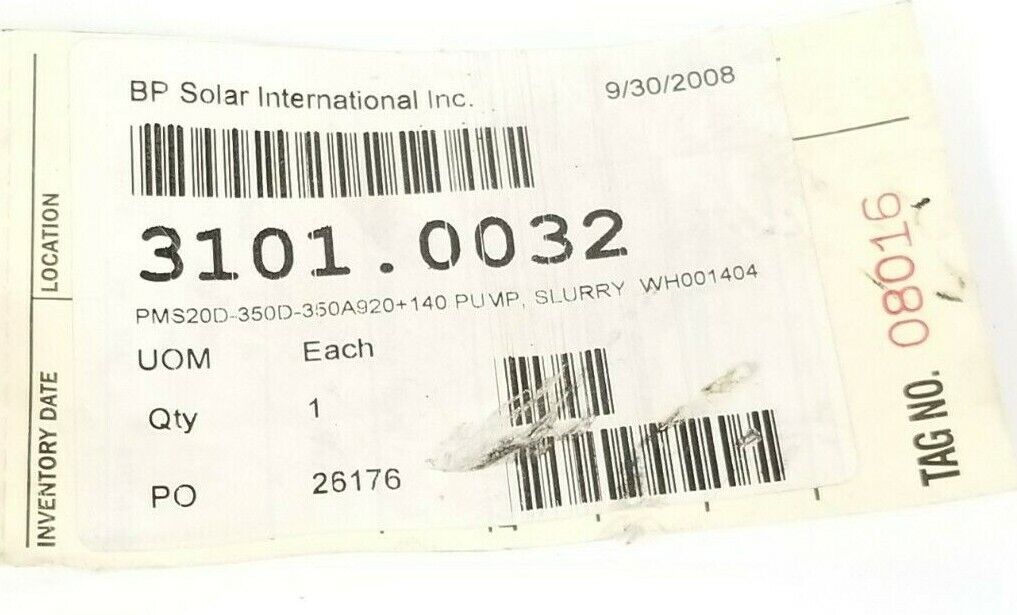 BP Solar International Inc. 9/30/2008
3101.0032
PMS20D-350D-350A920+140 PUMP, SLURRY WH001404
UOM Each
Qty 1
PO 26176
INVENTORY DATE LOCATION
TAG NO. 08016